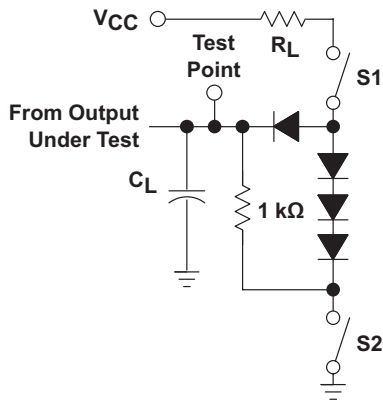 VCC
RL
Test
Point
S1
From Output
Under Test
CL
1 kΩ
S2